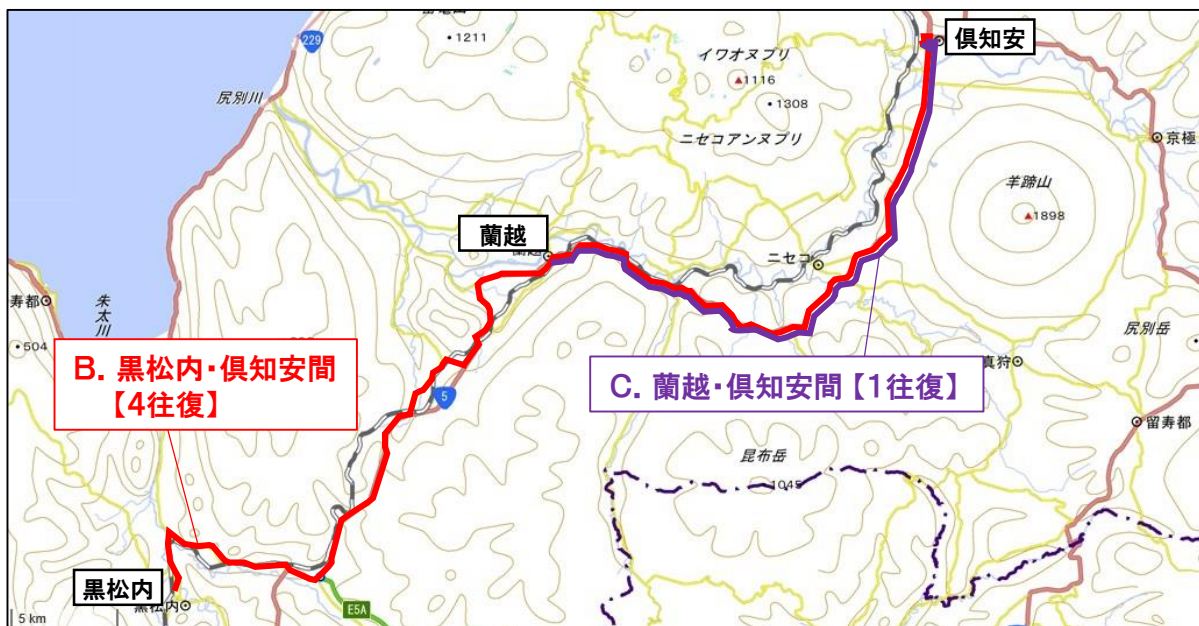 229
1211
尻別川
イワオヌプリ
1116
1308
ニセコアンヌプリ
倶知安
京極
羊蹄山
1898
蘭越
ニセコ
寿都
朱太川
504
B. 黒松内・倶知安間
【4往復】
5
C. 蘭越・倶知安間【1往復】
真狩
尻別岳
留寿都
昆布岳
1045
黒松内
黒松内
E5A
5 km